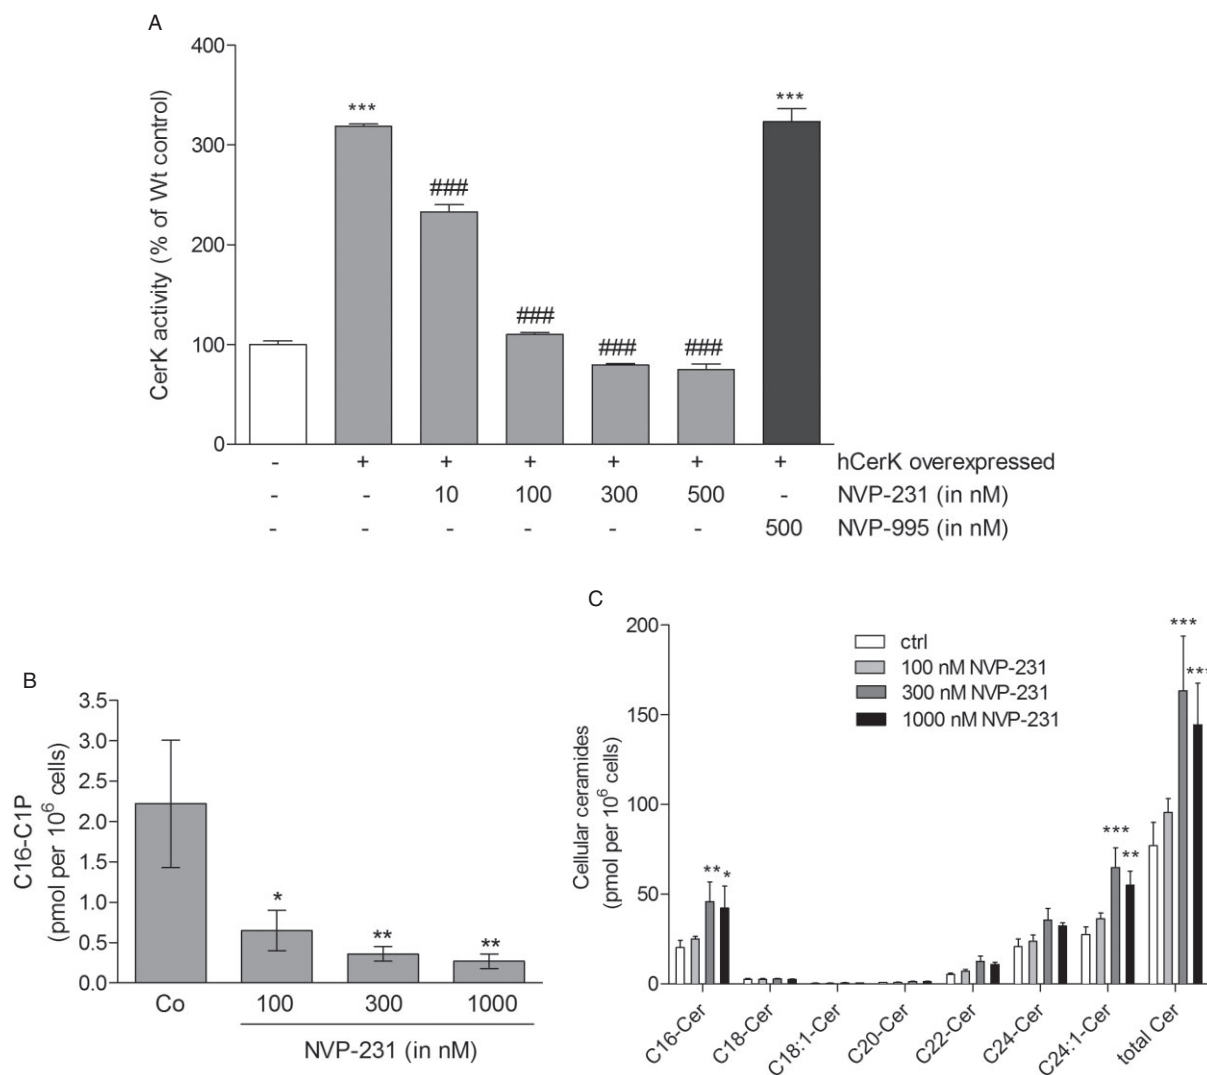 A
CerK activity (% of Wt control)
400
300
200
100
0
***
###
###
###
###
***
- + + + + + + hCerK overexpressed
- - 10 100 300 500 - NVP-231 (in nM)
- - - - - - 500 NVP-995 (in nM)
B
C16-C1P
(pmol per 10⁶ cells)
3.5
3.0
2.5
2.0
1.5
1.0
0.5
0.0
*
**
**
Co 100 300 1000
NVP-231 (in nM)
C
Cellular ceramides
(pmol per 10⁶ cells)
200
150
100
50
0
ctrl
100 nM NVP-231
300 nM NVP-231
1000 nM NVP-231
** *
***
**
***
***
C16-Cer
C18-Cer
C18:1-Cer
C20-Cer
C22-Cer
C24-Cer
C24:1-Cer
total Cer